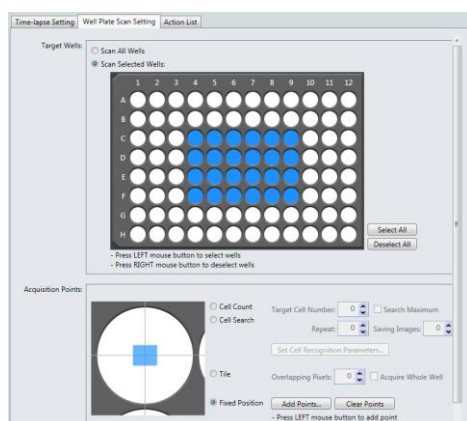 Time-lapse Setting Well Plate Scan Setting Action List
Target Wells:
Scan All Wells
Scan Selected Wells:
1 2 3 4 5 6 7 8 9 10 11 12
A
B
C
D
E
F
G
H
Select All
Deselect All
- Press LEFT mouse button to select wells
- Press RIGHT mouse button to deselect wells
Acquisition Points:
Cell Count
Target Cell Number: 0 Search Maximum
Cell Search
Repeat: 0 Saving Images: 0
Set Cell Recognition Parameters...
Tile
Overlapping Pixels: 0 Acquire Whole Well
Fixed Position
Add Points... Clear Points
- Press LEFT mouse button to add point